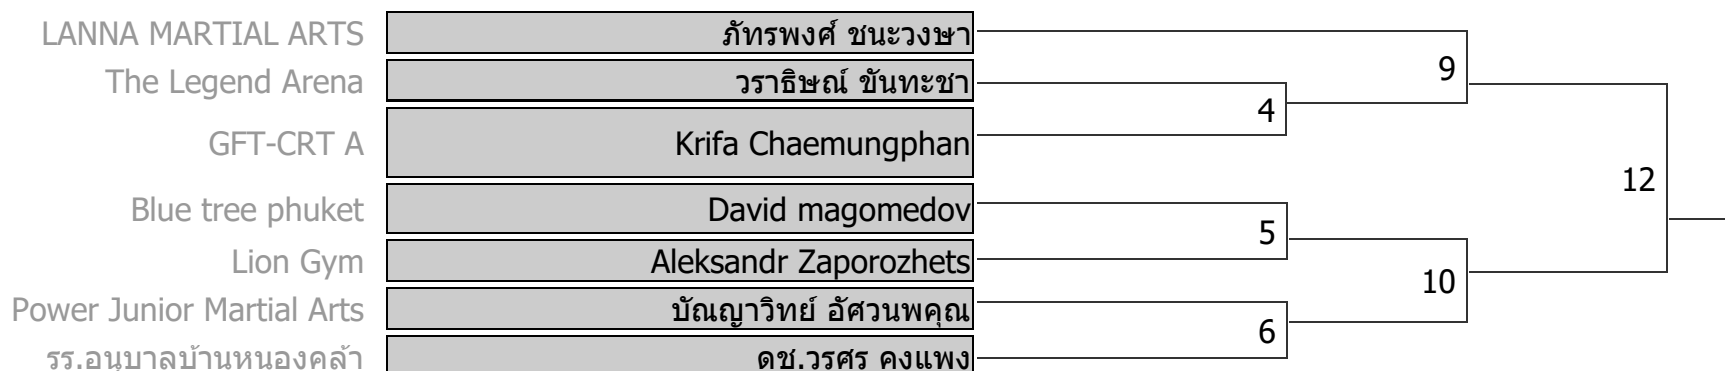 LANNA MARTIAL ARTS ภัทรพงศ์ ชนะวงษา
9
The Legend Arena วราธิษณ์ ขันทะชา
4
GFT-CRT A Krifa Chaemungphan
12
Blue tree phuket David magomedov
5
Lion Gym Aleksandr Zaporozhets
10
Power Junior Martial Arts บัณญาวิทย์ อัศวนพคุณ
6
รร.อนุบาลบ้านหนองคล้า ดช.วรศร คงแพง